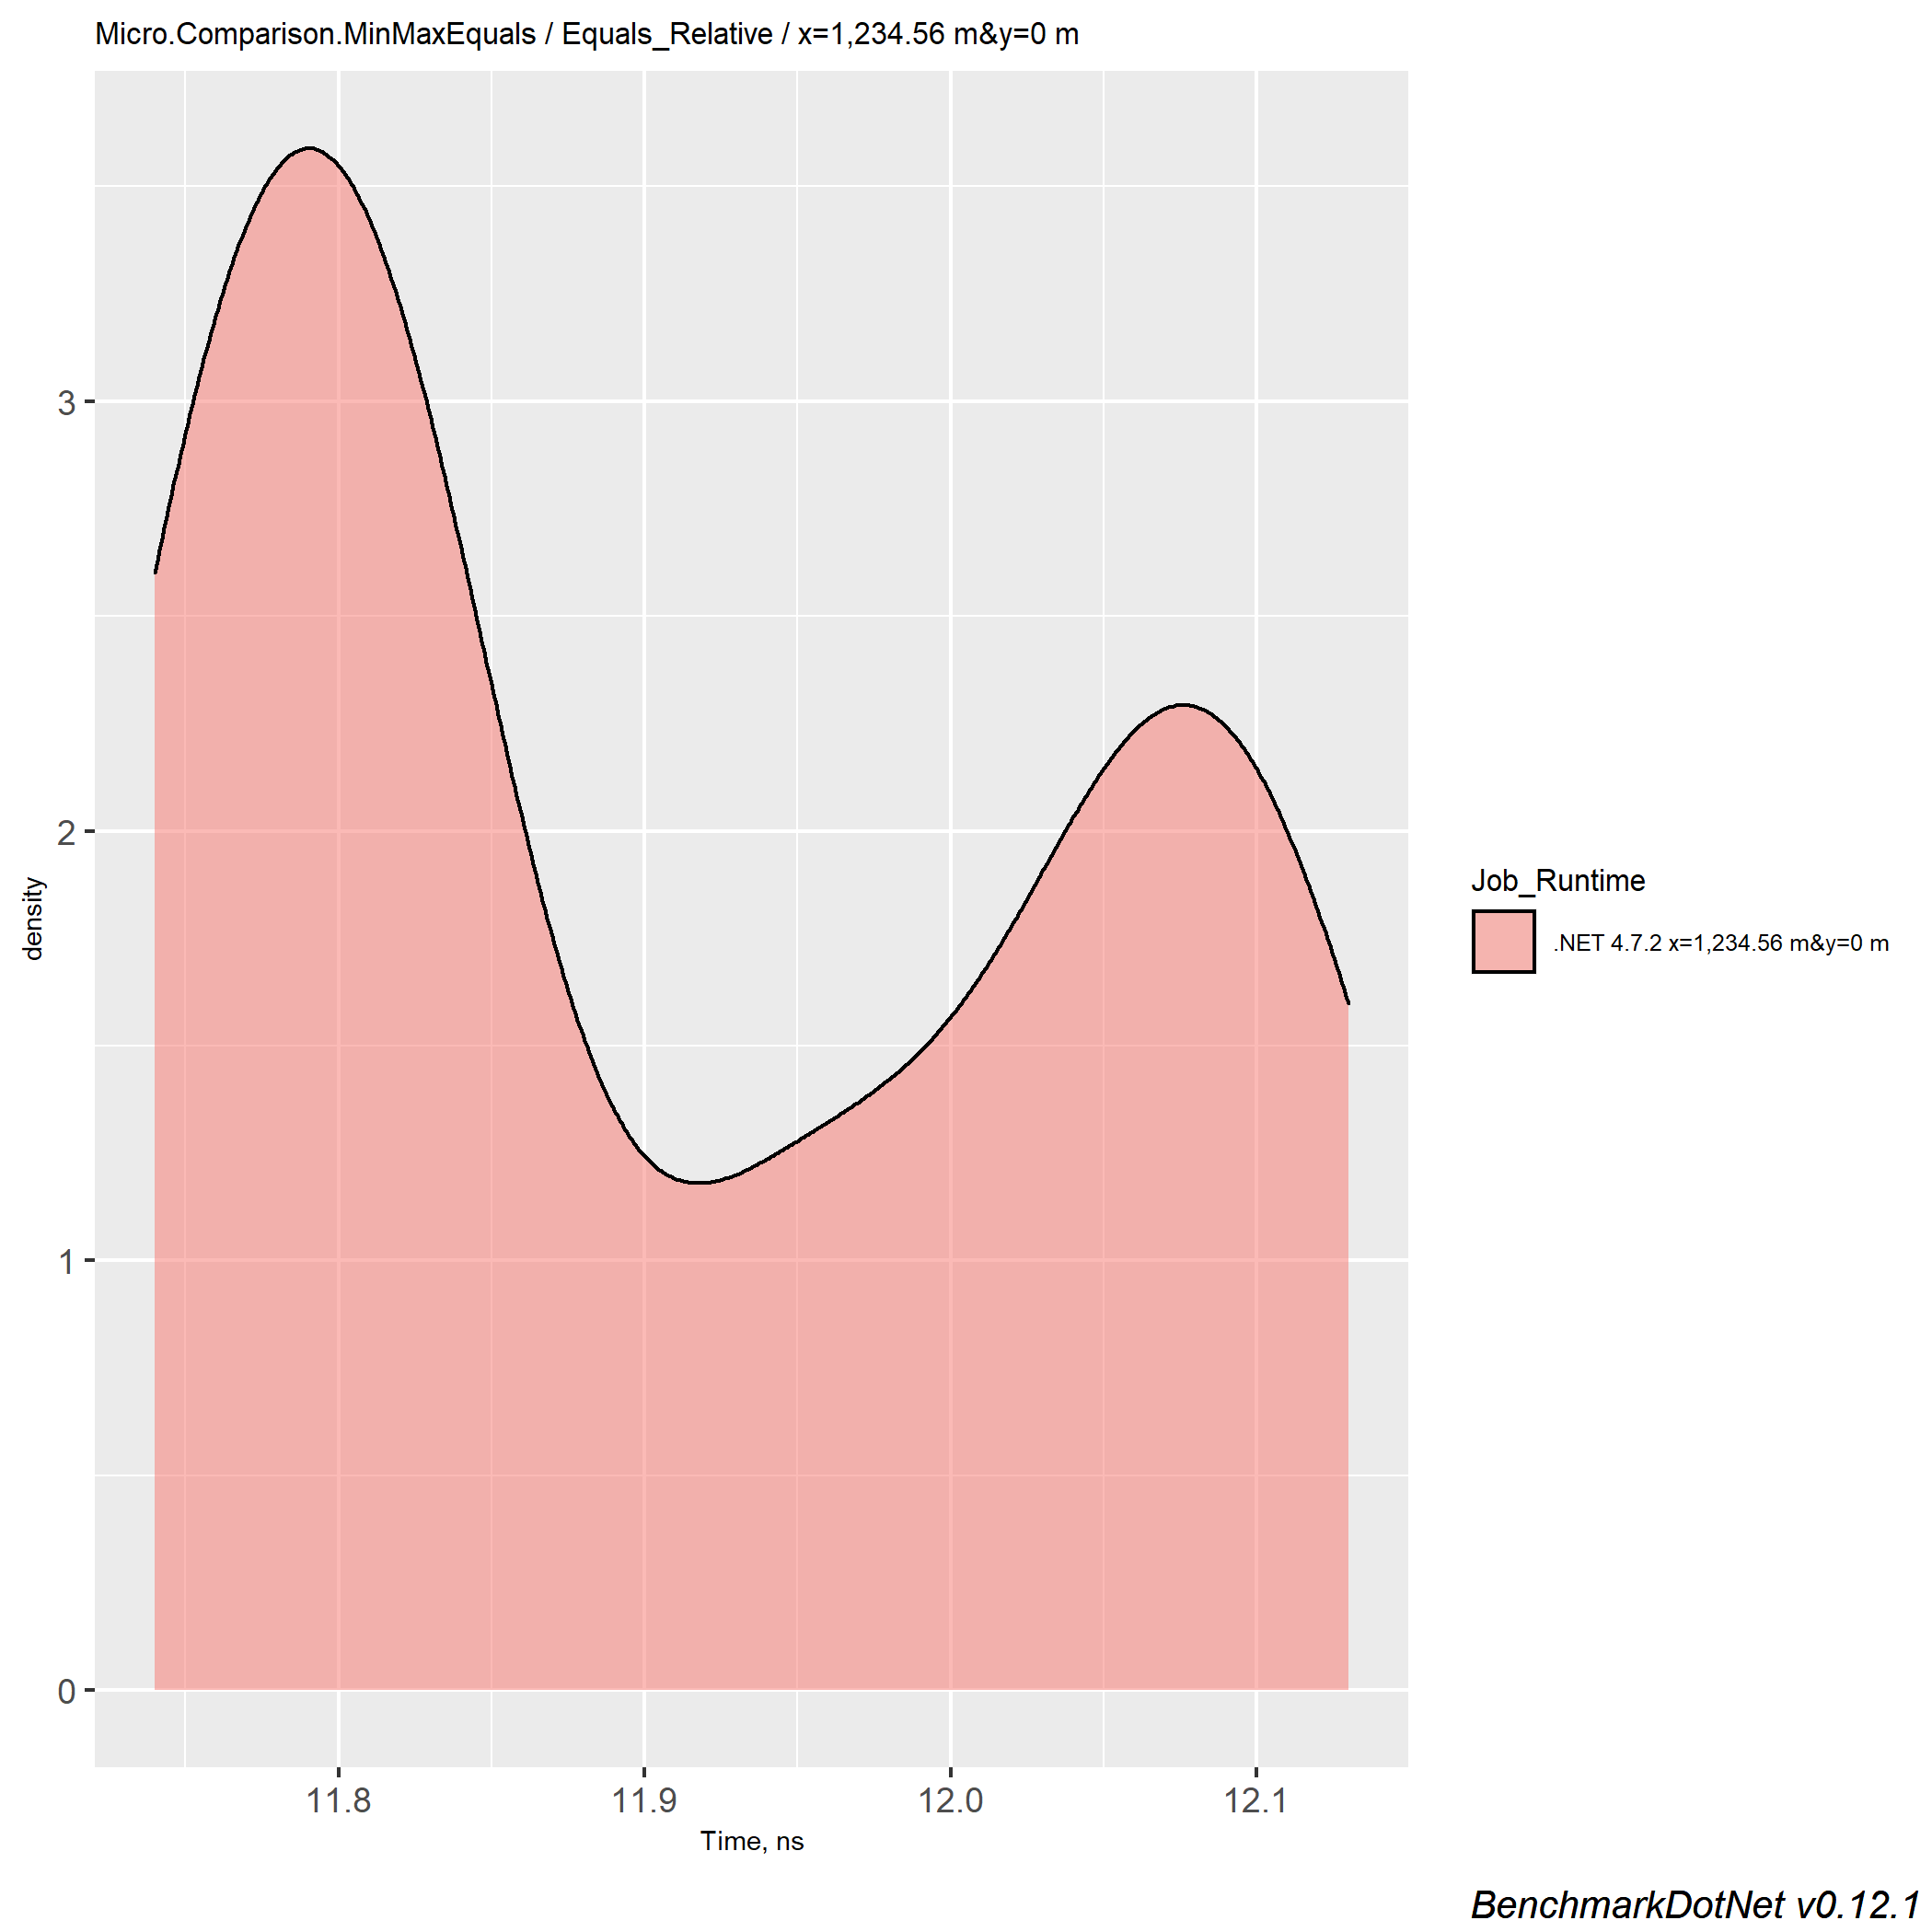 Micro.Comparison.MinMaxEquals / Equals_Relative / x=1,234.56 m&y=0 m
3
2
1
0
density
11.8 11.9 12.0 12.1
Time, ns
Job_Runtime
.NET 4.7.2 x=1,234.56 m&y=0 m
BenchmarkDotNet v0.12.1